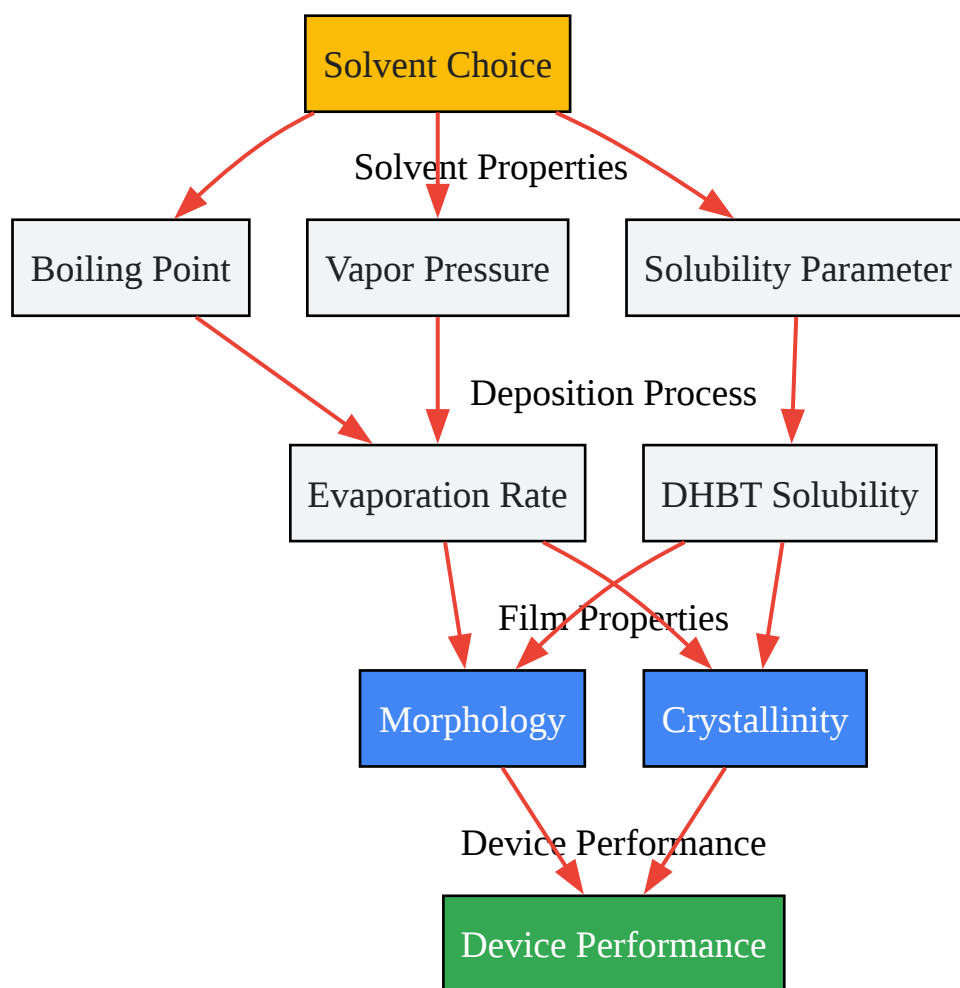 Solvent Choice
Solvent Properties
Boiling Point
Vapor Pressure
Solubility Parameter
Deposition Process
Evaporation Rate
DHBT Solubility
Film Properties
Morphology
Crystallinity
Device Performance
Device Performance